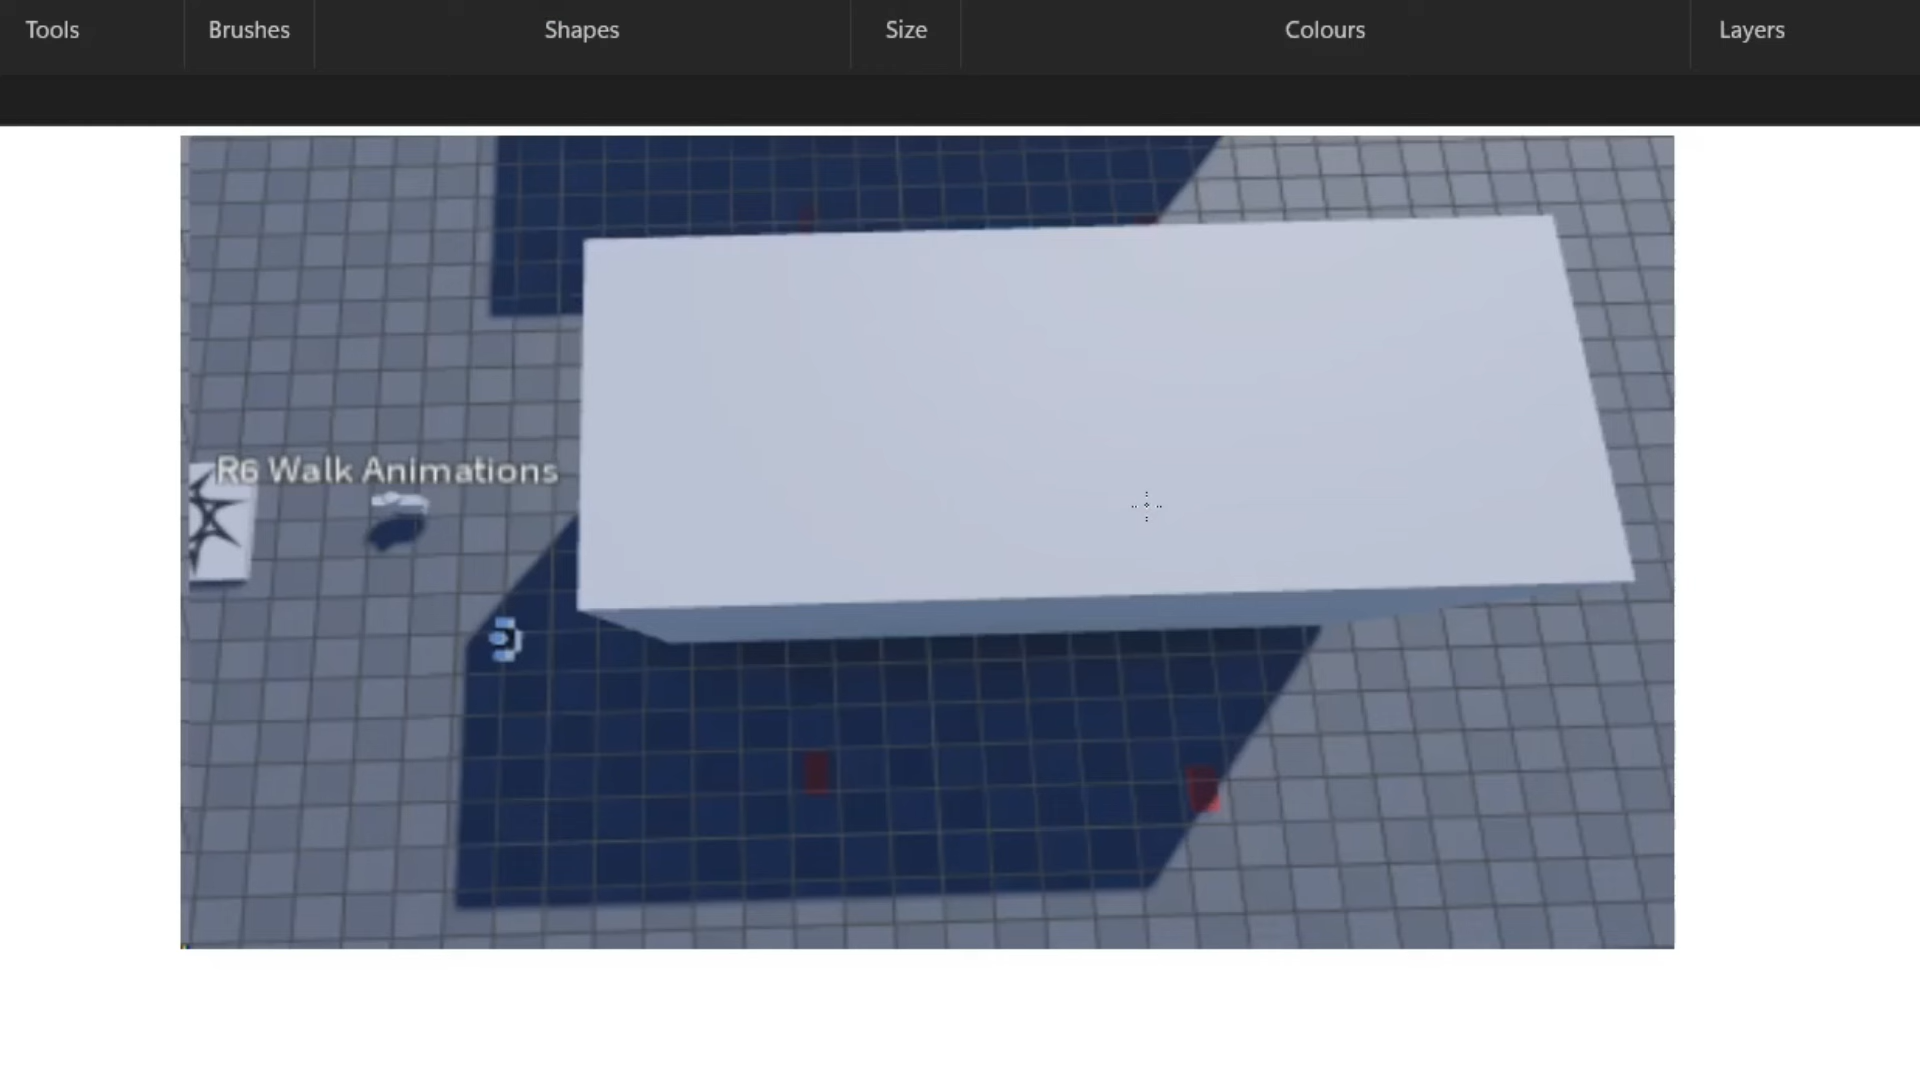 Tools
Brushes
Shapes
Size
Colours
Layers
R6 Walk Animations